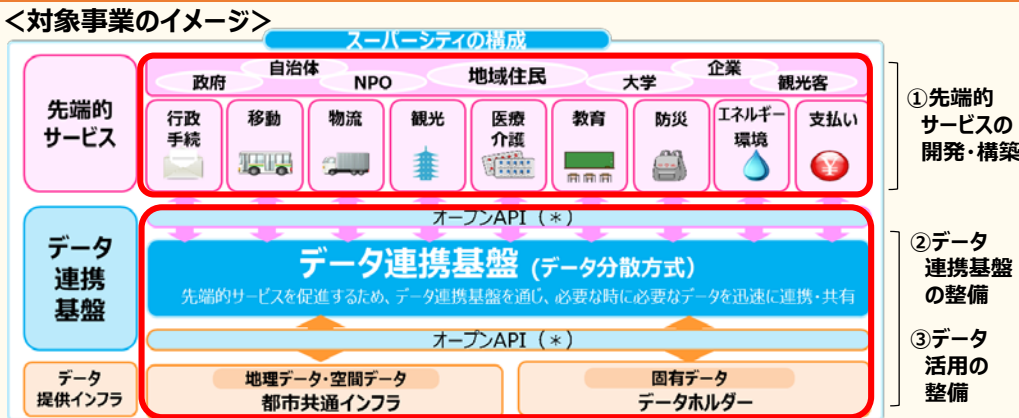 ＜対象事業のイメージ＞
スーパーシティの構成
先端的
サービス
政府
自治体
NPO
地域住民
大学
企業
観光客
行政
手続
移動
物流
観光
医療
介護
教育
防災
エネルギー
環境
支払い
①先端的
サービスの
開発・構築
データ
連携
基盤
オープンAPI（＊）
データ連携基盤 (データ分散方式)
先端的サービスを促進するため、データ連携基盤を通じ、必要な時に必要なデータを迅速に連携・共有
オープンAPI（＊）
②データ
連携基盤
の整備
データ
提供インフラ
地理データ・空間データ
都市共通インフラ
固有データ
データホルダー
③データ
活用の
整備